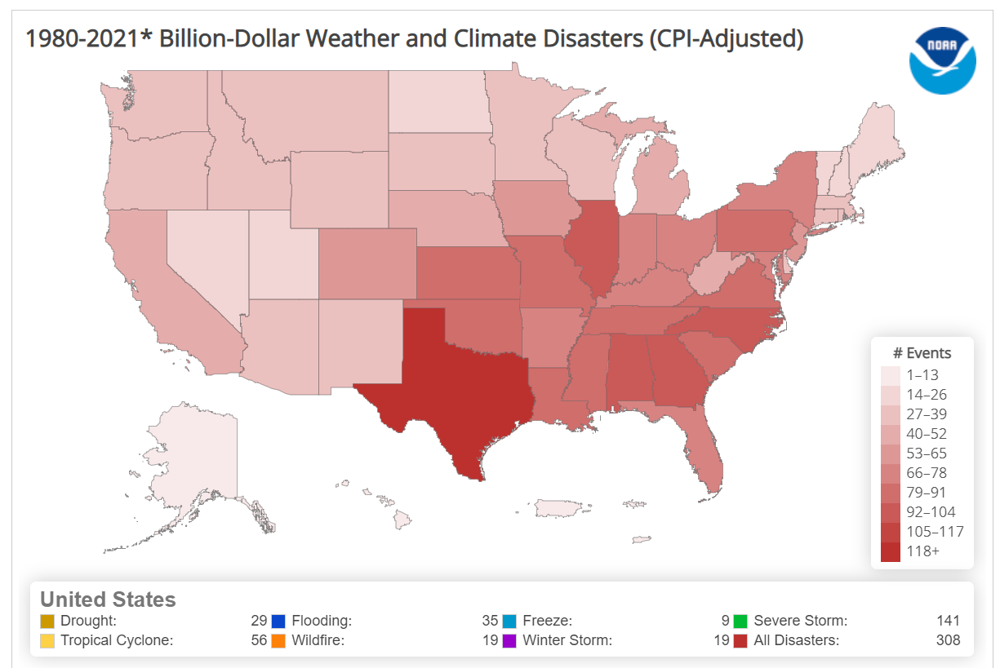 1980-2021* Billion-Dollar Weather and Climate Disasters (CPI-Adjusted)
NOAA
# Events
1–13
14–26
27–39
40–52
53–65
66–78
79–91
92–104
105–117
118+
United States
Drought: 29 Flooding: 35 Freeze: 9 Severe Storm: 141
Tropical Cyclone: 56 Wildfire: 19 Winter Storm: 19 All Disasters: 308